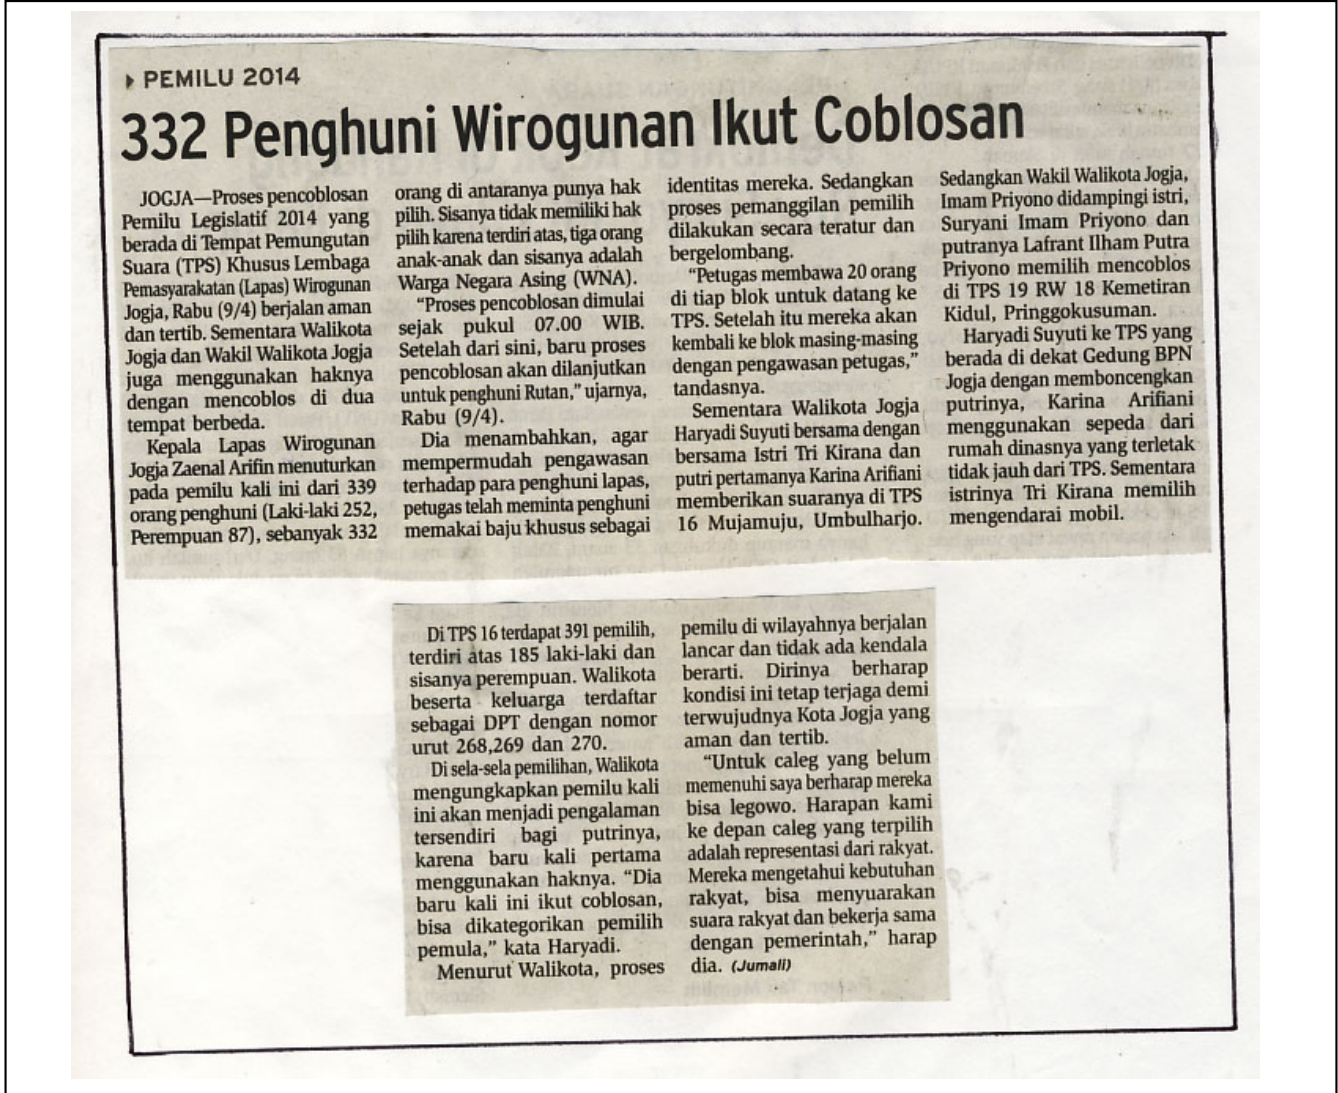 PEMILU 2014
332 Penghuni Wirogunan Ikut Coblosan
JOGJA—Proses pencoblosan
Pemilu Legislatif 2014 yang
berada di Tempat Pemungutan
Suara (TPS) Khusus Lembaga
Pemasyarakatan (Lapas) Wirogunan
Jogja, Rabu (9/4) berjalan aman
dan tertib. Sementara Walikota
Jogja dan Wakil Walikota Jogja
juga menggunakan haknya
dengan mencoblos di dua
tempat berbeda.
Kepala Lapas Wirogunan
Jogja Zaenal Arifin menuturkan
pada pemilu kali ini dari 339
orang penghuni (Laki-laki 252,
Perempuan 87), sebanyak 332
orang di antaranya punya hak
pilih. Sisanya tidak memiliki hak
pilih karena terdiri atas, tiga orang
anak-anak dan sisanya adalah
Warga Negara Asing (WNA).
“Proses pencoblosan dimulai
sejak pukul 07.00 WIB.
Setelah dari sini, baru proses
pencoblosan akan dilanjutkan
untuk penghuni Rutan,” ujarnya,
Rabu (9/4).
Dia menambahkan, agar
mempermudah pengawasan
terhadap para penghuni lapas,
petugas telah meminta penghuni
memakai baju khusus sebagai
identitas mereka. Sedangkan
proses pemanggilan pemilih
dilakukan secara teratur dan
bergelombang.
“Petugas membawa 20 orang
di tiap blok untuk datang ke
TPS. Setelah itu mereka akan
kembali ke blok masing-masing
dengan pengawasan petugas,”
tandasnya.
Sementara Walikota Jogja
Haryadi Suyuti bersama dengan
bersama Istri Tri Kirana dan
putri pertamanya Karina Arifiani
memberikan suaranya di TPS
16 Mujamuju, Umbulharjo.
Sedangkan Wakil Walikota Jogja,
Imam Priyono didampingi istri,
Suryani Imam Priyono dan
putranya Lafrant Ilham Putra
Priyono memilih mencoblos
di TPS 19 RW 18 Kemetiran
Kidul, Pringgokusuman.
Haryadi Suyuti ke TPS yang
berada di dekat Gedung BPN
Jogja dengan memboncengkan
putrinya, Karina Arifiani
menggunakan sepeda dari
rumah dinasnya yang terletak
tidak jauh dari TPS. Sementara
istrinya Tri Kirana memilih
mengendarai mobil.
Di TPS 16 terdapat 391 pemilih,
terdiri atas 185 laki-laki dan
sisanya perempuan. Walikota
beserta keluarga terdaftar
sebagai DPT dengan nomor
urut 268,269 dan 270.
Di sela-sela pemilihan, Walikota
mengungkapkan pemilu kali
ini akan menjadi pengalaman
tersendiri bagi putrinya,
karena baru kali pertama
menggunakan haknya. “Dia
baru kali ini ikut coblosan,
bisa dikategorikan pemilih
pemula,” kata Haryadi.
Menurut Walikota, proses
pemilu di wilayahnya berjalan
lancar dan tidak ada kendala
berarti. Dirinya berharap
kondisi ini tetap terjaga demi
terwujudnya Kota Jogja yang
aman dan tertib.
“Untuk caleg yang belum
memenuhi saya berharap mereka
bisa legowo. Harapan kami
ke depan caleg yang terpilih
adalah representasi dari rakyat.
Mereka mengetahui kebutuhan
rakyat, bisa menyuarakan
suara rakyat dan bekerja sama
dengan pemerintah,” harap
dia. (Jumali)